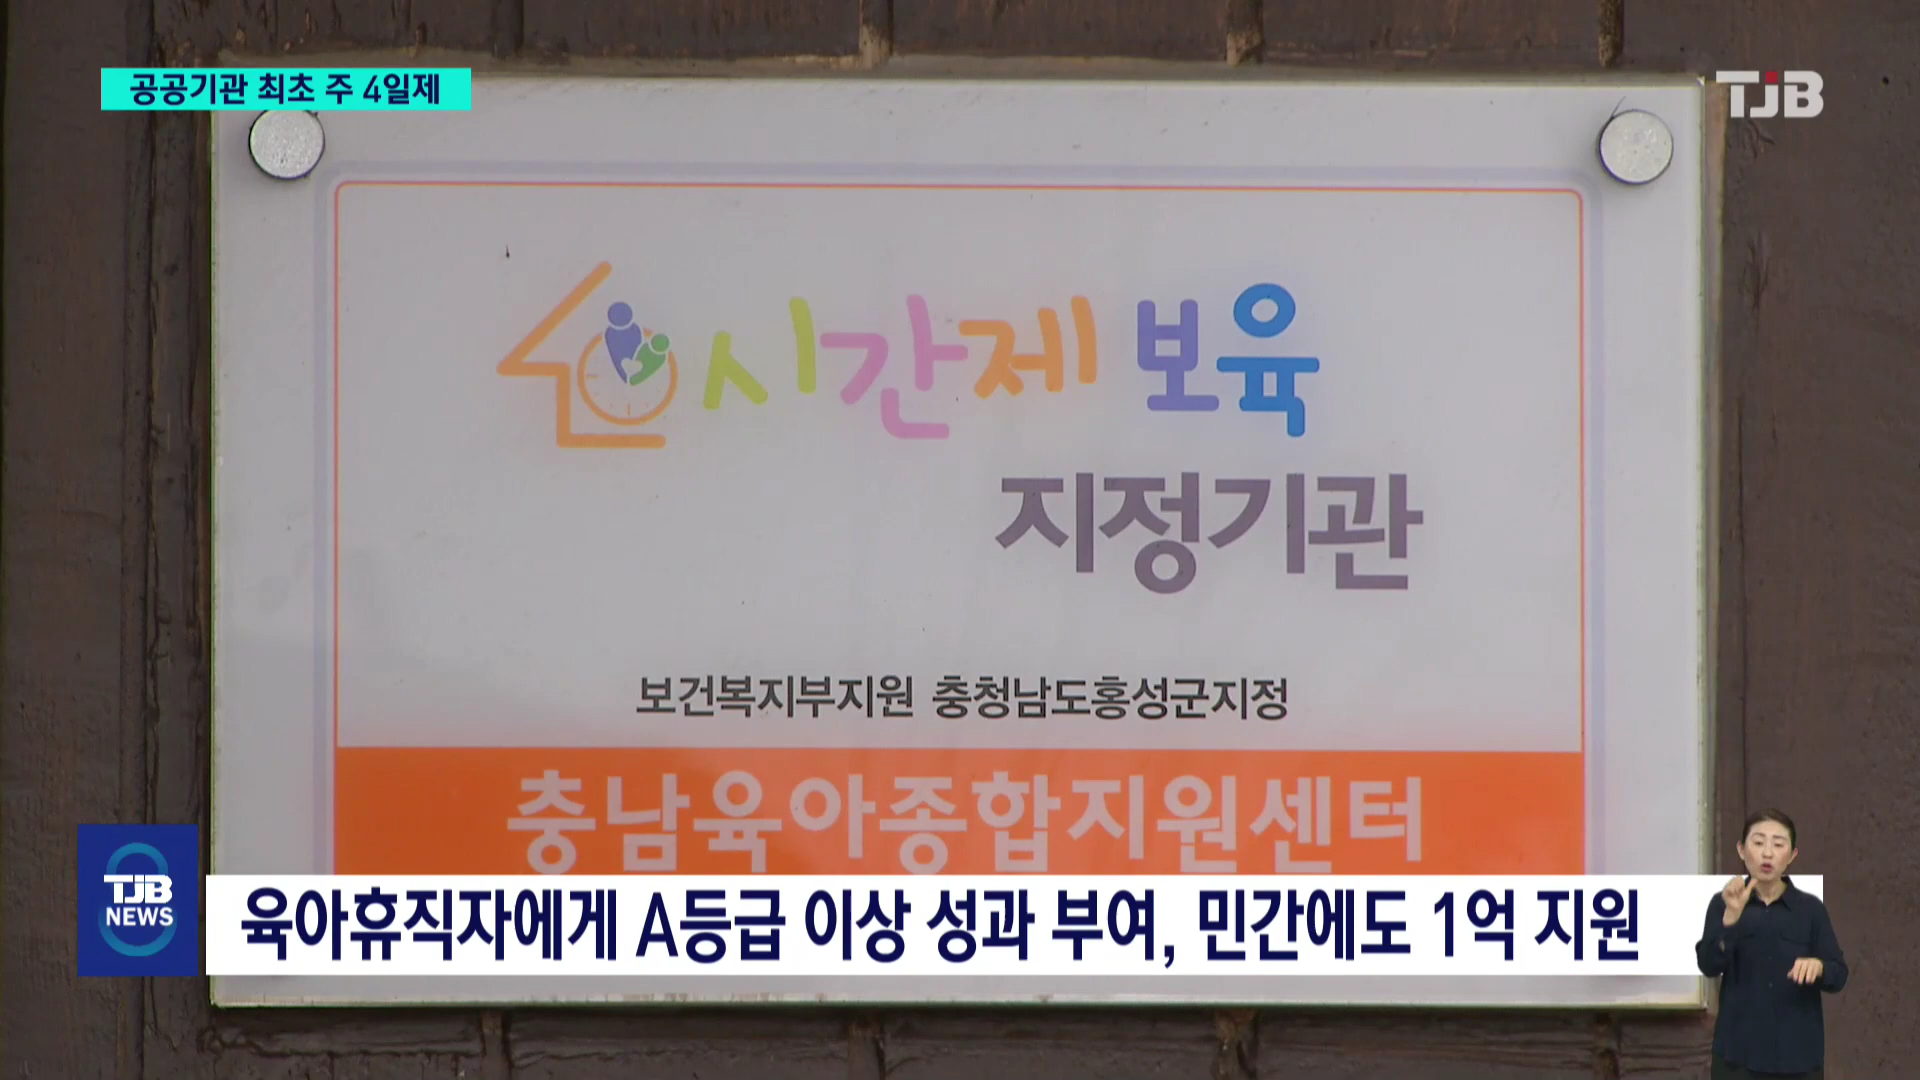 공공기관 최초 주 4일제
TJB
시간제 보육
지정기관
보건복지부지원 충청남도홍성군지정
충남육아종합지원센터
TJB
NEWS
육아휴직자에게 A등급 이상 성과 부여, 민간에도 1억 지원